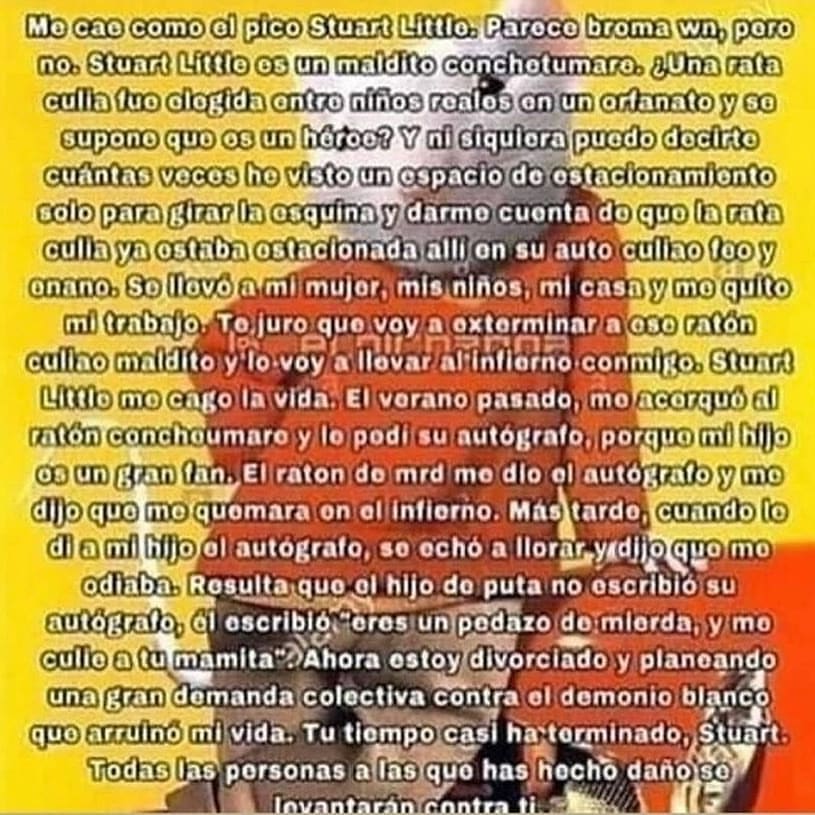 Me cae como el pico Stuart Little. Parece broma wn, pero
no. Stuart Little es un maldito conchetumare. ¿Una rata
culia fue elegida entre niños reales en un orfanato y se
supone que es un héroe? Y ni siquiera puedo decirte
cuántas veces he visto un espacio de estacionamiento
solo para girar la esquina y darme cuenta de que la rata
culia ya estaba estacionada allí en su auto culiao feo y
enano. Se llevó a mi mujer, mis niños, mi casa y me quito
mi trabajo. Te juro que voy a exterminar a ese ratón
culiao maldito y lo voy a llevar al infierno conmigo. Stuart
Little me cago la vida. El verano pasado, me acerqué al
ratón concheumare y le pedí su autógrafo, porque mi hijo
es un gran fan. El raton de mrd me dio el autógrafo y me
dijo que me quemara en el infierno. Más tarde, cuando le
di a mi hijo el autógrafo, se echó a llorar y dijo que me
odiaba. Resulta que el hijo de puta no escribió su
autógrafo, él escribió "eres un pedazo de mierda, y me
culie a tu mamita". Ahora estoy divorciado y planeando
una gran demanda colectiva contra el demonio blanco
que arruinó mi vida. Tu tiempo casi ha terminado, Stuart.
Todas las personas a las que has hecho daño se
levantarán contra ti.